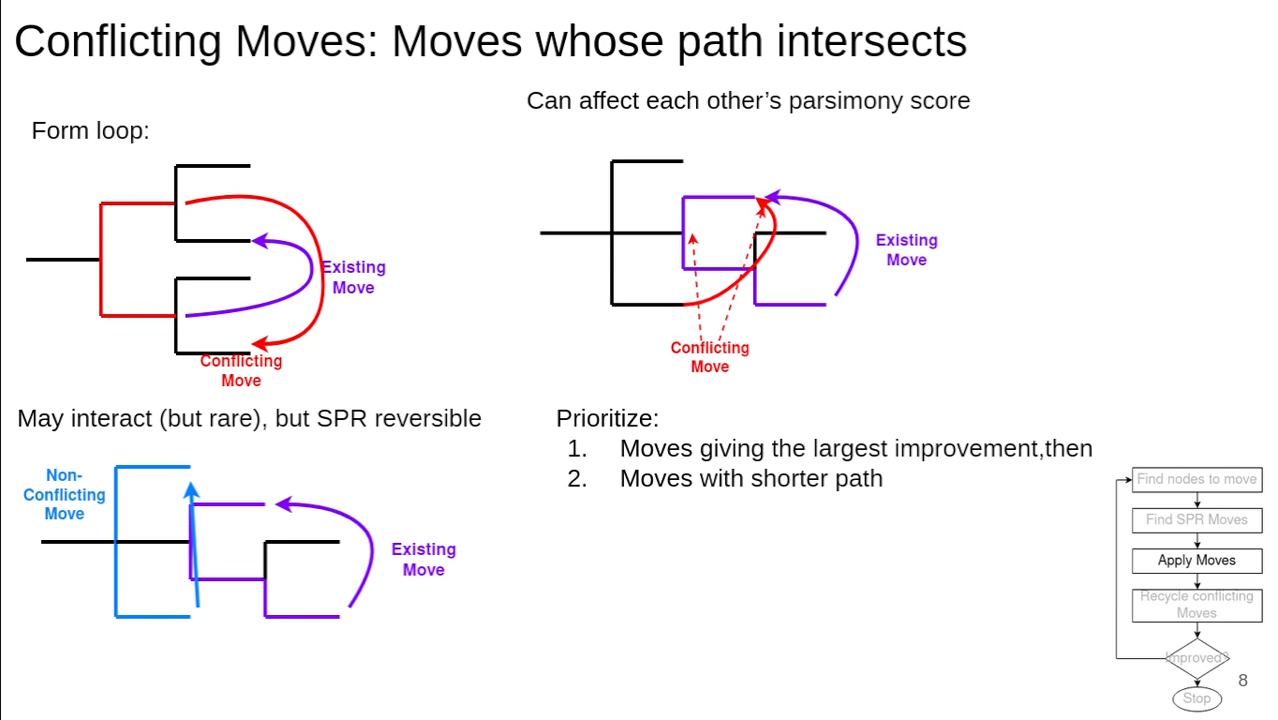 Conflicting Moves: Moves whose path intersects
Can affect each other's parsimony score
Form loop:
Existing
Move
Conflicting
Move
Existing
Move
Conflicting
Move
May interact (but rare), but SPR reversible
Non-
Conflicting
Move
Existing
Move
Prioritize:
1. Moves giving the largest improvement,then
2. Moves with shorter path
Find nodes to move
Find SPR Moves
Apply Moves
Recycle conflicting
Moves
Improved?
Stop
8